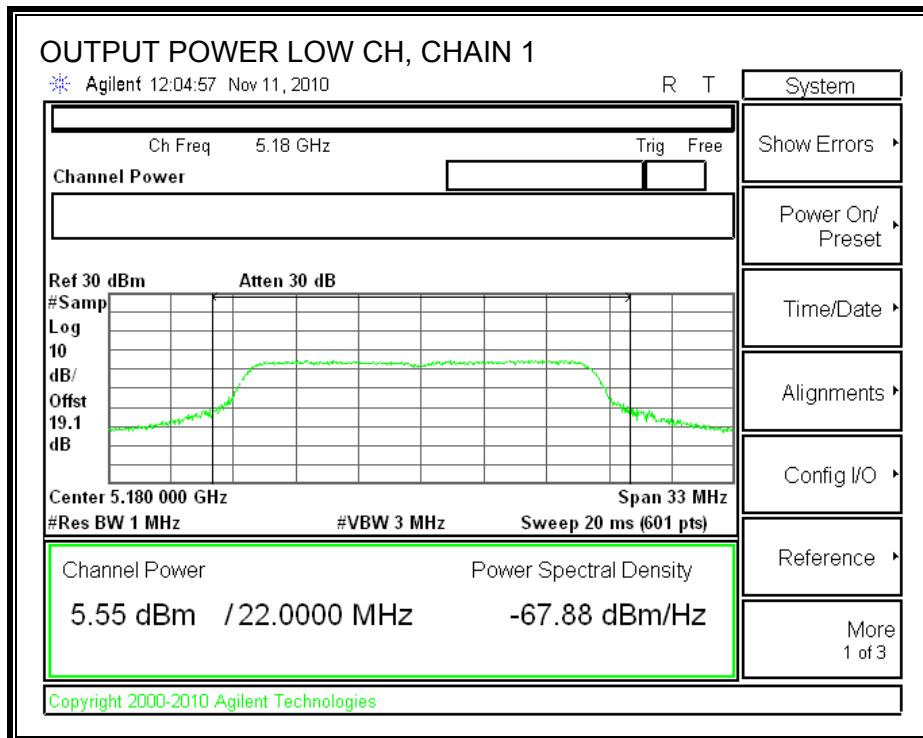 OUTPUT POWER LOW CH, CHAIN 1
Agilent 12:04:57 Nov 11, 2010 R T
System
Ch Freq 5.18 GHz Trig Free
Channel Power
Show Errors
Power On/
Preset
Ref 30 dBm Atten 30 dB
#Samp
Log
10
dB/
Offst
19.1
dB
Time/Date
Alignments
Config I/O
Center 5.180 000 GHz Span 33 MHz
#Res BW 1 MHz #VBW 3 MHz Sweep 20 ms (601 pts)
Channel Power Power Spectral Density
5.55 dBm / 22.0000 MHz -67.88 dBm/Hz
Reference
More
1 of 3
Copyright 2000-2010 Agilent Technologies